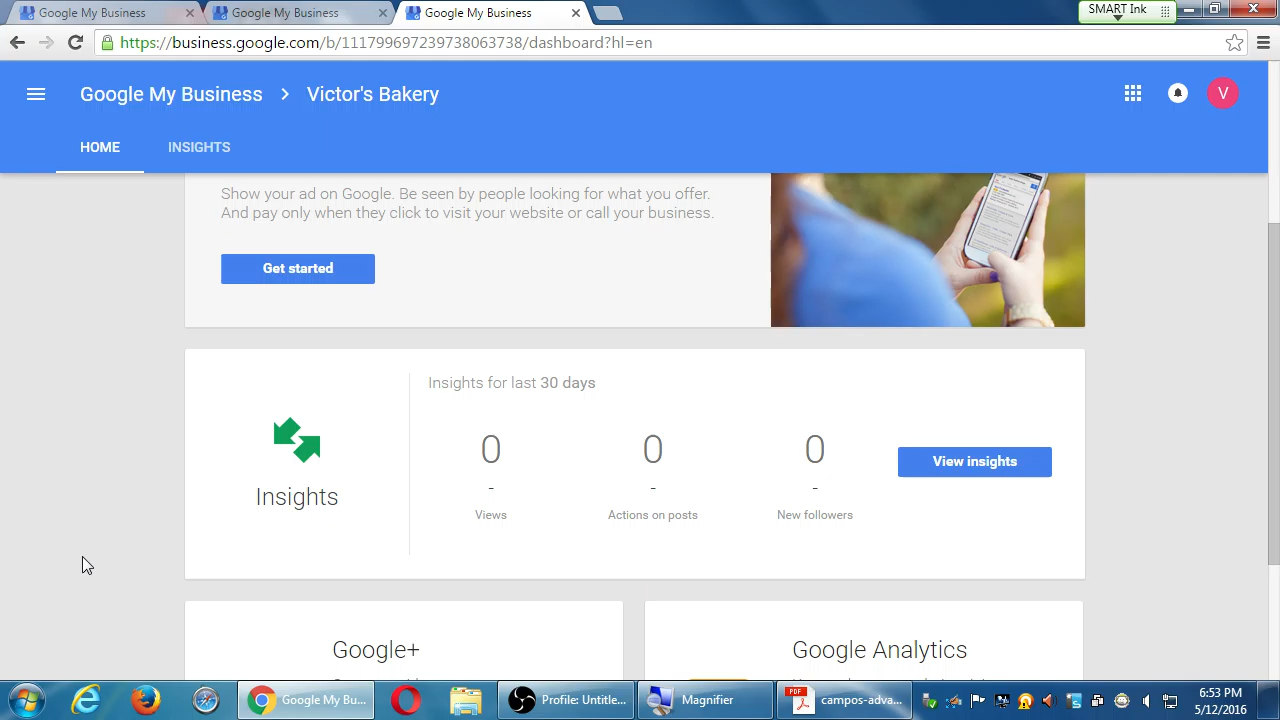 Google My Business
Google My Business
Google My Business
SMART Ink
https://business.google.com/b/111799697239738063738/dashboard?hl=en
Google My Business > Victor's Bakery
V
HOME
INSIGHTS
Show your ad on Google. Be seen by people looking for what you offer.
And pay only when they click to visit your website or call your business.
Get started
Insights
Insights for last 30 days
0
-
Views
0
-
Actions on posts
0
-
New followers
View insights
Google+
Google Analytics
Google My Bu...
Profile: Untitle...
Magnifier
PDF
campos-adva...
6:53 PM
5/12/2016